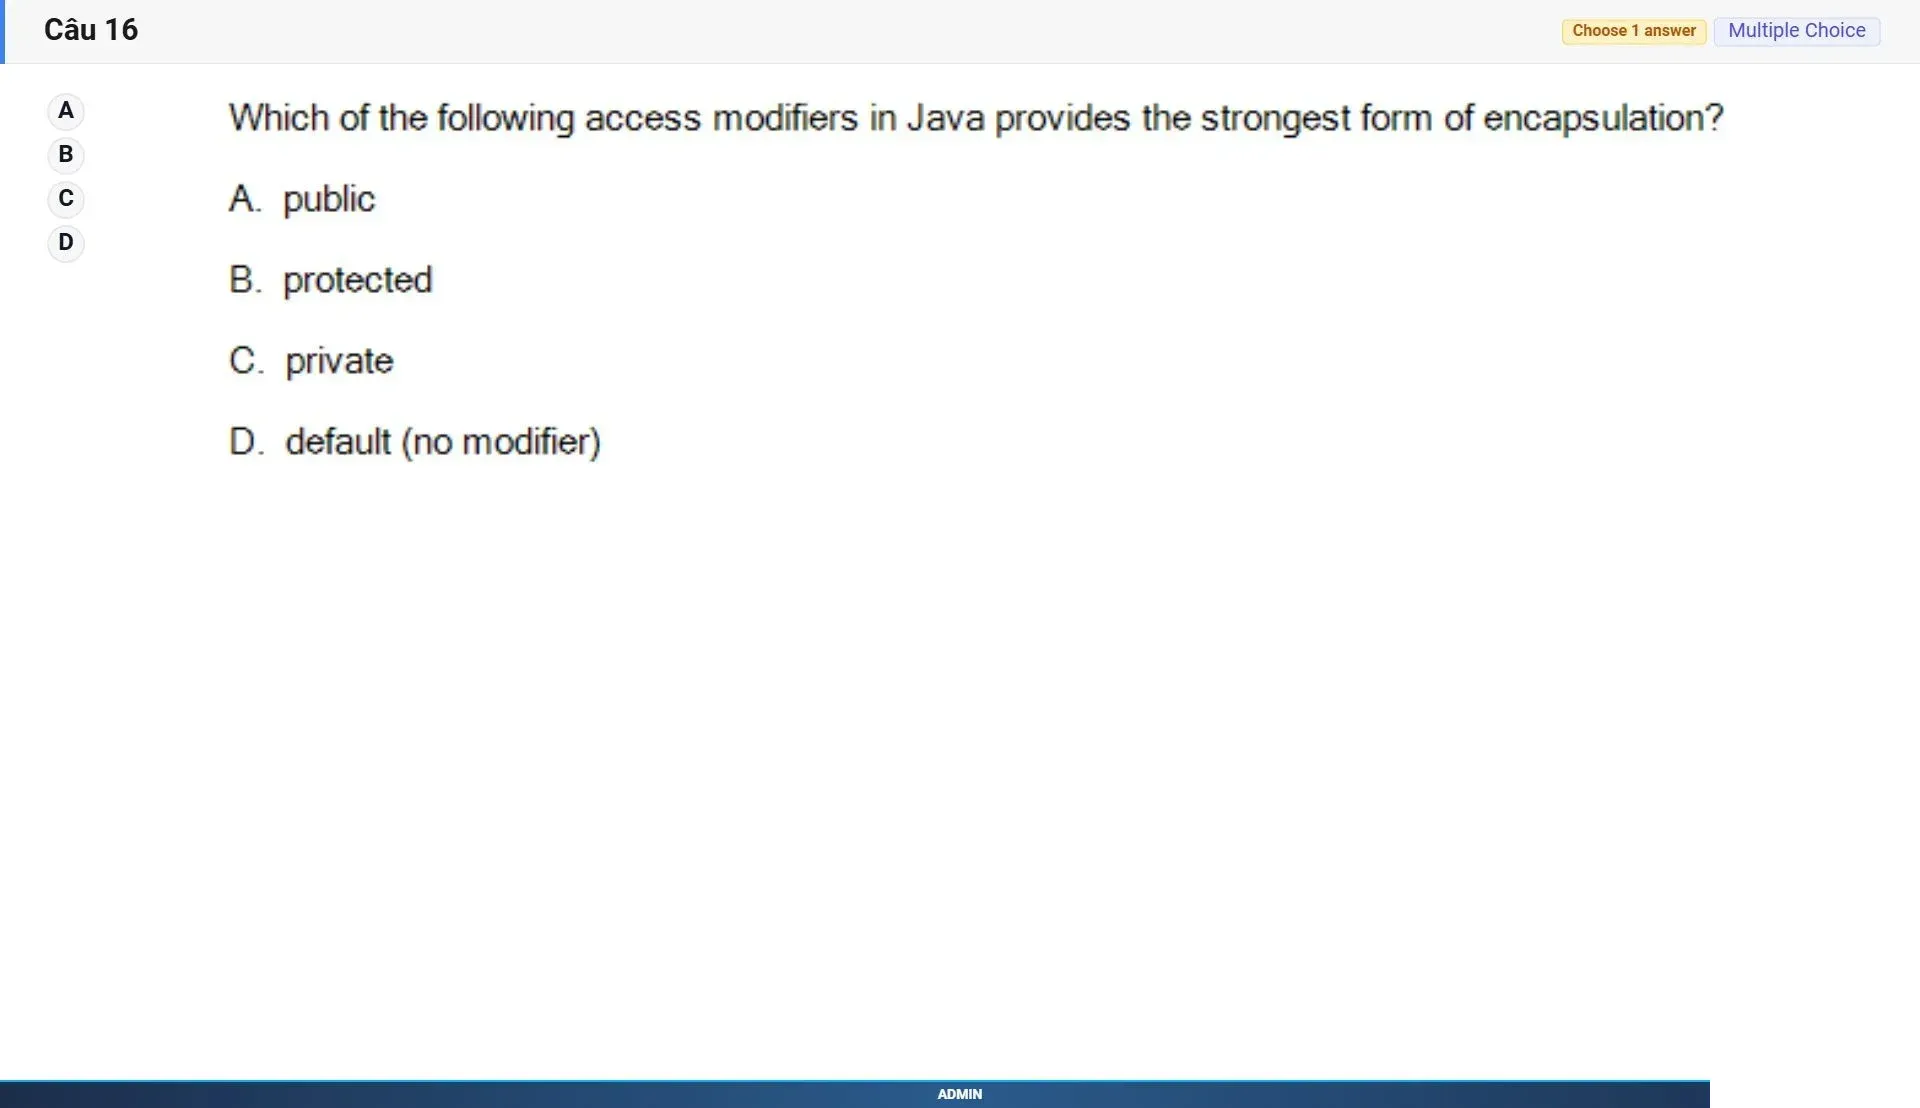 Câu 16
Choose 1 answer
Multiple Choice
A
B
C
D
Which of the following access modifiers in Java provides the strongest form of encapsulation?
A. public
B. protected
C. private
D. default (no modifier)
ADMIN